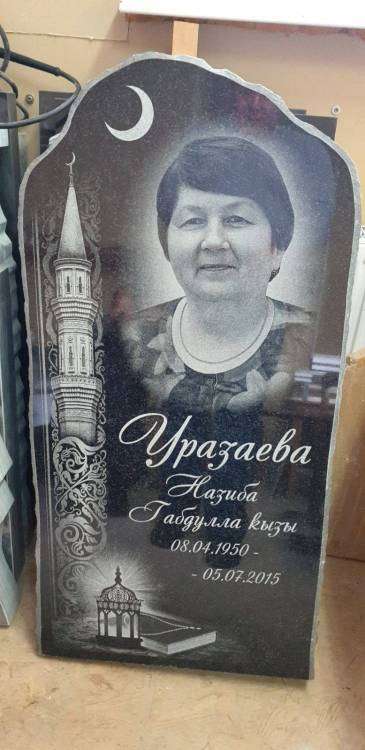 Уразаева
Назиба
Габдулла кызы
08.04.1950 -
- 05.07.2015